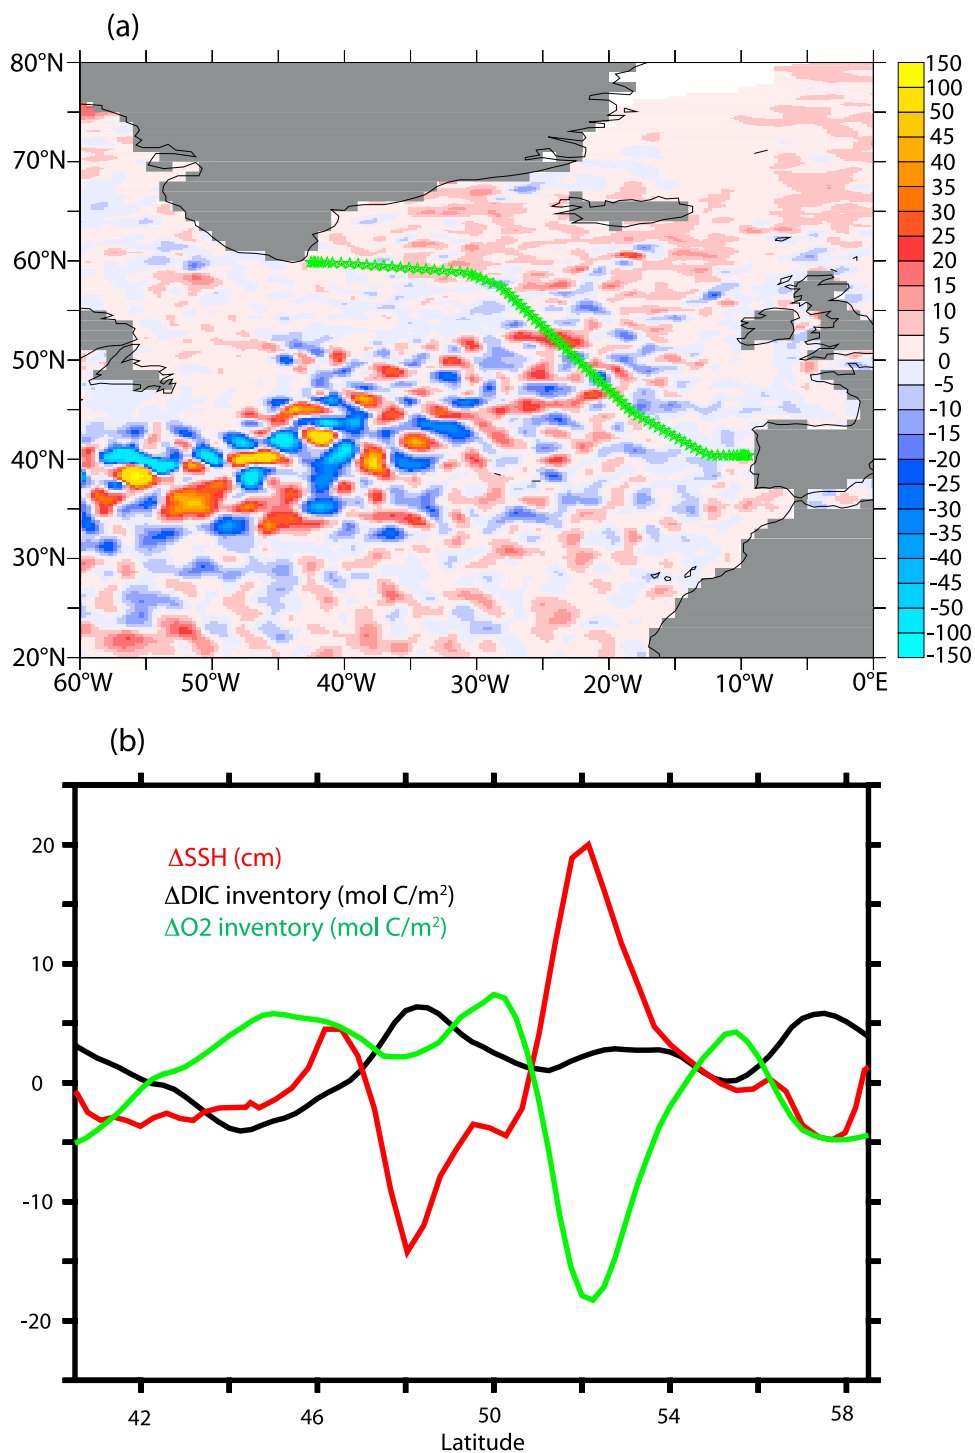 (a)
80°N
70°N
60°N
50°N
40°N
30°N
20°N
60°W
50°W
40°W
30°W
20°W
10°W
0°E
150
100
50
45
40
35
30
25
20
15
10
5
0
-5
-10
-15
-20
-25
-30
-35
-40
-45
-50
-100
-150
(b)
ΔSSH (cm)
ΔDIC inventory (mol C/m²)
ΔO2 inventory (mol C/m²)
20
10
0
-10
-20
42
46
50
54
58
Latitude